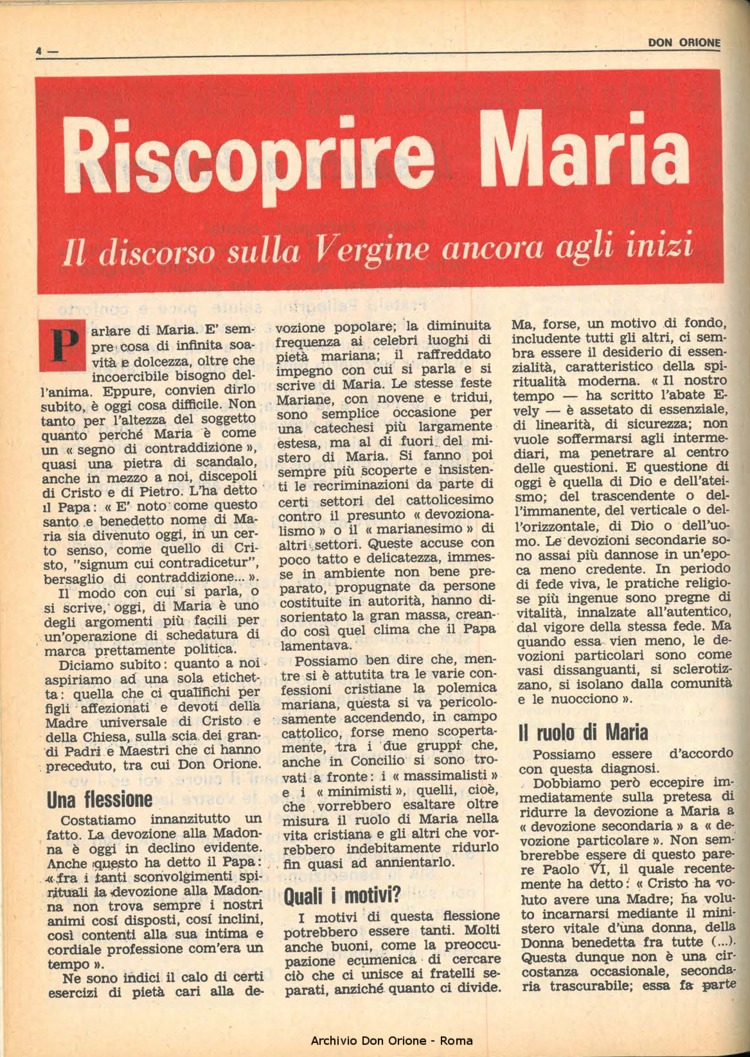 4 —
DON ORIONE
Riscoprire Maria
Il discorso sulla Vergine ancora agli inizi
Parlare di Maria. E' sem-
pre cosa di infinita soa-
vità e dolcezza, oltre che
incoercibile bisogno del-
l'anima. Eppure, convien dirlo
subito, è oggi cosa difficile. Non
tanto per l'altezza del soggetto
quanto perché Maria è come
un « segno di contraddizione »,
quasi una pietra di scandalo,
anche in mezzo a noi, discepoli
di Cristo e di Pietro. L'ha detto
il Papa: « E' noto come questo
santo e benedetto nome di Ma-
ria sia divenuto oggi, in un cer-
to senso, come quello di Cri-
sto, "signum cui contradicetur",
bersaglio di contraddizione... ».
Il modo con cui si parla, o
si scrive, oggi, di Maria è uno
degli argomenti più facili per
un'operazione di schedatura di
marca prettamente politica.
Diciamo subito: quanto a noi
aspiriamo ad una sola etichet-
ta: quella che ci qualifichi per
figli affezionati e devoti della
Madre universale di Cristo e
della Chiesa, sulla scia dei gran-
di Padri e Maestri che ci hanno
preceduto, tra cui Don Orione.
Una flessione
Costatiamo innanzitutto un
fatto. La devozione alla Madon-
na è oggi in declino evidente.
Anche questo ha detto il Papa:
« fra i tanti sconvolgimenti spi-
rituali la devozione alla Madon-
na non trova sempre i nostri
animi così disposti, così inclini,
così contenti alla sua intima e
cordiale professione com'era un
tempo ».
Ne sono indici il calo di certi
esercizi di pietà cari alla de-
vozione popolare; la diminuita
frequenza ai celebri luoghi di
pietà mariana; il raffreddato
impegno con cui si parla e si
scrive di Maria. Le stesse feste
Mariane, con novene e tridui,
sono semplice occasione per
una catechesi più largamente
estesa, ma al di fuori del mi-
stero di Maria. Si fanno poi
sempre più scoperte e insisten-
ti le recriminazioni da parte di
certi settori del cattolicesimo
contro il presunto « devoziona-
lismo » o il « marianesimo » di
altri settori. Queste accuse con
poco tatto e delicatezza, immes-
se in ambiente non bene pre-
parato, propugnate da persone
costituite in autorità, hanno di-
sorientato la gran massa, crean-
do così quel clima che il Papa
lamentava.
Possiamo ben dire che, men-
tre si è attutita tra le varie con-
fessioni cristiane la polemica
mariana, questa si va pericolo-
samente accendendo, in campo
cattolico, forse meno scoperta-
mente, tra i due gruppi che,
anche in Concilio si sono tro-
vati a fronte: i « massimalisti »
e i « minimisti », quelli, cioè,
che vorrebbero esaltare oltre
misura il ruolo di Maria nella
vita cristiana e gli altri che vor-
rebbero indebitamente ridurlo
fin quasi ad annientarlo.
Quali i motivi?
I motivi di questa flessione
potrebbero essere tanti. Molti
anche buoni, come la preoccu-
pazione ecumenica di cercare
ciò che ci unisce ai fratelli se-
parati, anziché quanto ci divide.
Ma, forse, un motivo di fondo,
includente tutti gli altri, ci sem-
bra essere il desiderio di essen-
zialità, caratteristico della spi-
ritualità moderna. « Il nostro
tempo — ha scritto l'abate E-
vely — è assetato di essenziale,
di linearità, di sicurezza; non
vuole soffermarsi agli interme-
diari, ma penetrare al centro
delle questioni. E questione di
oggi è quella di Dio e dell'atei-
smo; del trascendente o del-
l'immanente, del verticale o del-
l'orizzontale, di Dio o dell'uo-
mo. Le devozioni secondarie so-
no assai più dannose in un'epo-
ca meno credente. In periodo
di fede viva, le pratiche religio-
se più ingenue sono pregne di
vitalità, innalzate all'autentico,
dal vigore della stessa fede. Ma
quando essa vien meno, le de-
vozioni particolari sono come
vasi dissanguanti, si sclerotiz-
zano, si isolano dalla comunità
e le nuocciono ».
Il ruolo di Maria
Possiamo essere d'accordo
con questa diagnosi.
Dobbiamo però eccepire im-
mediatamente sulla pretesa di
ridurre la devozione a Maria a
« devozione secondaria » a « de-
vozione particolare ». Non sem-
brerebbe essere di questo pare-
re Paolo VI, il quale recente-
mente ha detto: « Cristo ha vo-
luto avere una Madre; ha volu-
to incarnarsi mediante il mini-
stero vitale d'una donna, della
Donna benedetta fra tutte (...).
Questa dunque non è una cir-
costanza occasionale, seconda-
ria trascurabile; essa fa parte
Archivio Don Orione - Roma